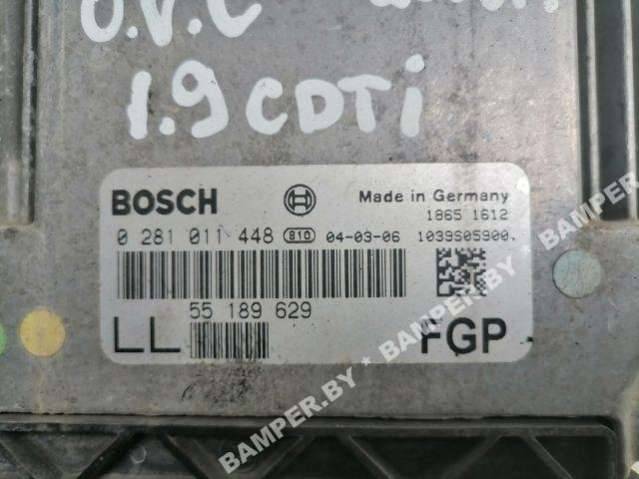 O.V.C
1.9 CDTi
BOSCH Made in Germany
1865 1612
0 281 011 448 810 04-03-06 1039S05900.
55 189 629
LL FGP
BAMPER.BY * BAMPER.BY * BAMPER.BY